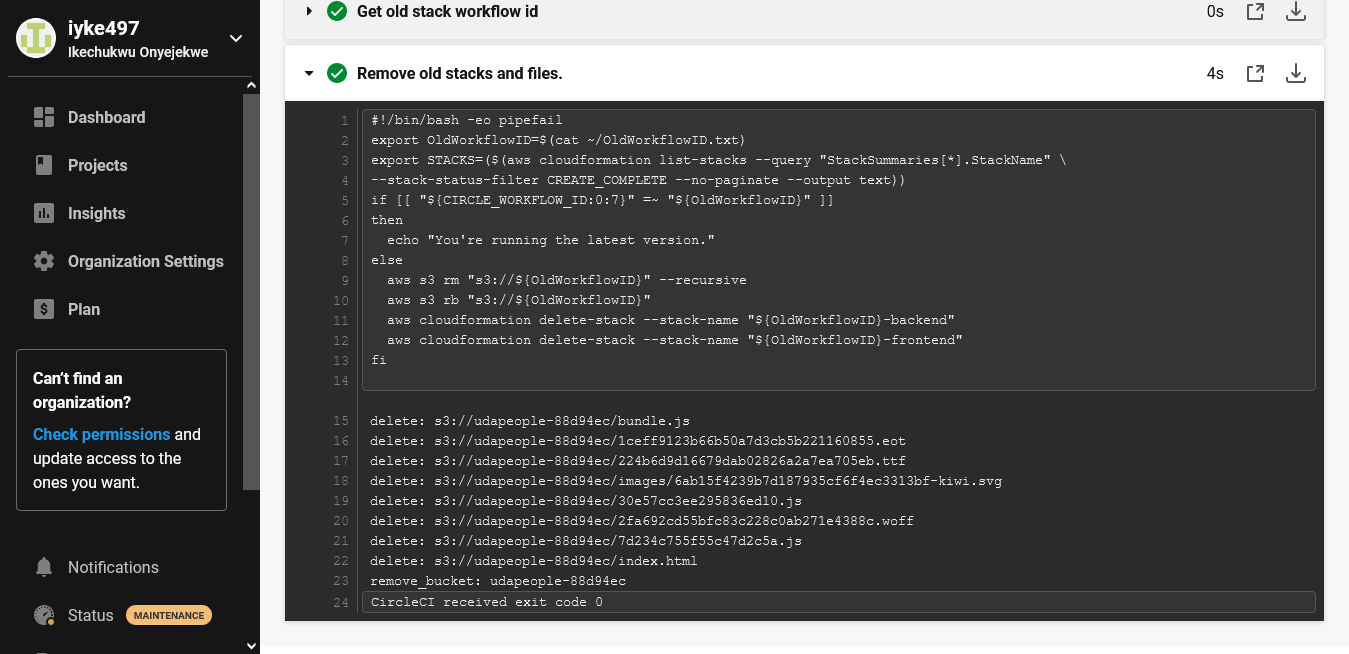 iyke497
Ikechukwu Onyejekwe
Dashboard
Projects
Insights
Organization Settings
Plan
Can't find an
organization?
Check permissions and
update access to the
ones you want.
Notifications
Status MAINTENANCE
Get old stack workflow id 0s
Remove old stacks and files. 4s
1 #!/bin/bash -eo pipefail
2 export OldWorkflowID=$(cat ~/OldWorkflowID.txt)
3 export STACKS=($(aws cloudformation list-stacks --query "StackSummaries[*].StackName" \
4 --stack-status-filter CREATE_COMPLETE --no-paginate --output text))
5 if [[ "${CIRCLE_WORKFLOW_ID:0:7}" =~ "${OldWorkflowID}" ]]
6 then
7   echo "You're running the latest version."
8 else
9   aws s3 rm "s3://${OldWorkflowID}" --recursive
10   aws s3 rb "s3://${OldWorkflowID}"
11   aws cloudformation delete-stack --stack-name "${OldWorkflowID}-backend"
12   aws cloudformation delete-stack --stack-name "${OldWorkflowID}-frontend"
13 fi
14
15 delete: s3://udapeople-88d94ec/bundle.js
16 delete: s3://udapeople-88d94ec/1ceff9123b66b50a7d3cb5b221160855.eot
17 delete: s3://udapeople-88d94ec/224b6d9d16679dab02826a2a7ea705eb.ttf
18 delete: s3://udapeople-88d94ec/images/6ab15f4239b7d187935cf6f4ec3313bf-kiwi.svg
19 delete: s3://udapeople-88d94ec/30e57cc3ee295836ed10.js
20 delete: s3://udapeople-88d94ec/2fa692cd55bfc83c228c0ab271e4388c.woff
21 delete: s3://udapeople-88d94ec/7d234c755f55c47d2c5a.js
22 delete: s3://udapeople-88d94ec/index.html
23 remove_bucket: udapeople-88d94ec
24 CircleCI received exit code 0